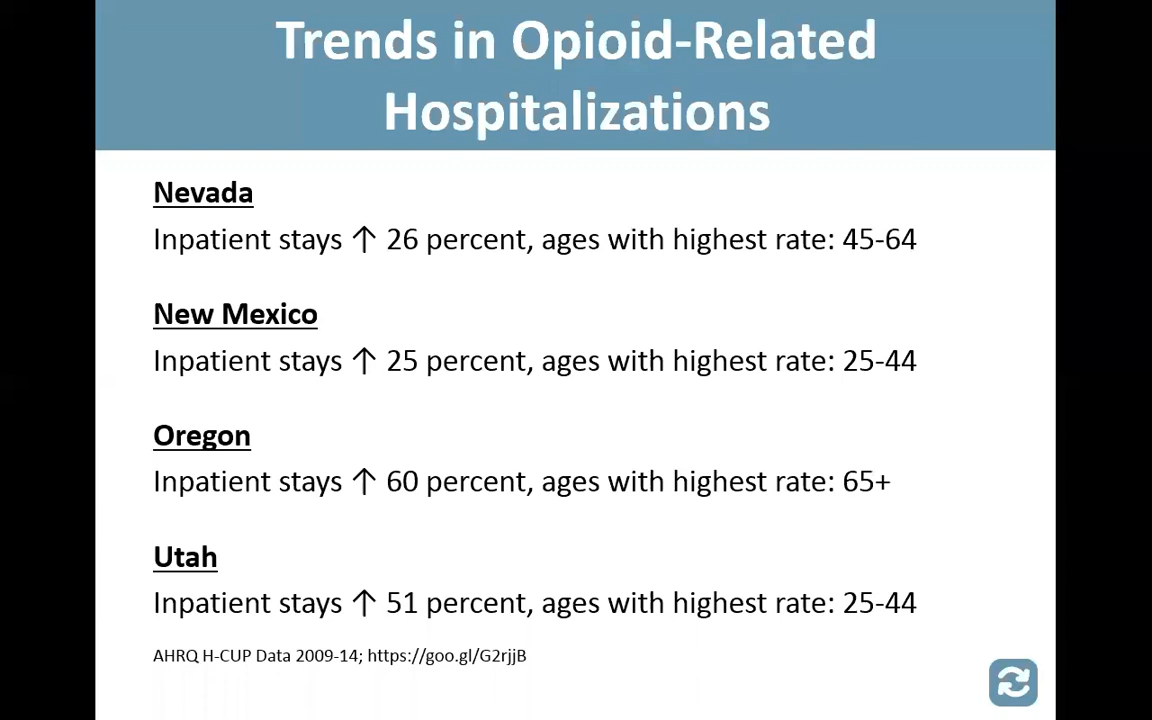 Trends in Opioid-Related
Hospitalizations
Nevada
Inpatient stays ↑ 26 percent, ages with highest rate: 45-64
New Mexico
Inpatient stays ↑ 25 percent, ages with highest rate: 25-44
Oregon
Inpatient stays ↑ 60 percent, ages with highest rate: 65+
Utah
Inpatient stays ↑ 51 percent, ages with highest rate: 25-44
AHRQ H-CUP Data 2009-14; https://goo.gl/G2rjjB